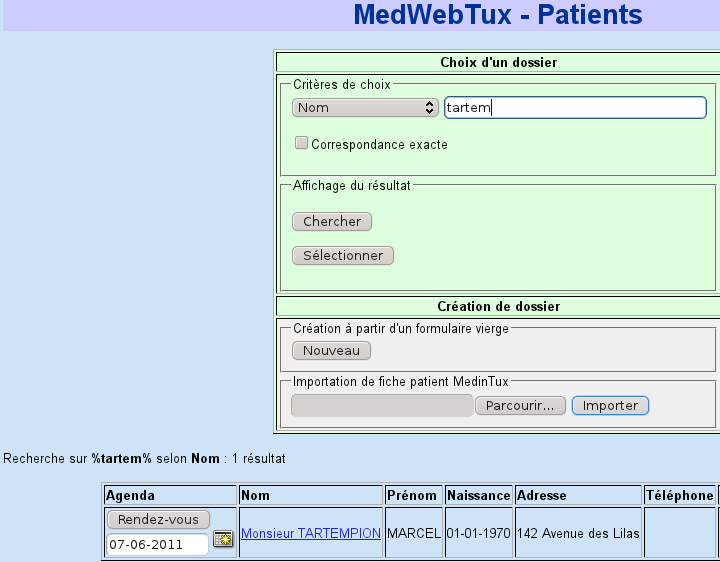 MedWebTux - Patients
Choix d'un dossier
Critères de choix
Nom tartem
Correspondance exacte
Affichage du résultat
Chercher
Sélectionner
Création de dossier
Création à partir d'un formulaire vierge
Nouveau
Importation de fiche patient MedinTux
Parcourir... Importer
Recherche sur %tartem% selon Nom : 1 résultat
Agenda Nom Prénom Naissance Adresse Téléphone
Rendez-vous
Monsieur TARTEMPION MARCEL 01-01-1970 142 Avenue des Lilas
07-06-2011